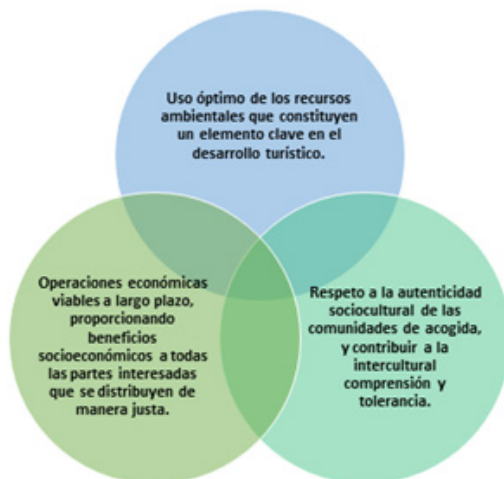 Uso óptimo de los recursos
ambientales que constituyen
un elemento clave en el
desarrollo turístico.
Operaciones económicas
viables a largo plazo,
proporcionando
beneficios
socioeconómicos a todas
las partes interesadas
que se distribuyen de
manera justa.
Respeto a la autenticidad
sociocultural de las
comunidades de acogida,
y contribuir a la
intercultural
comprensión y
tolerancia.